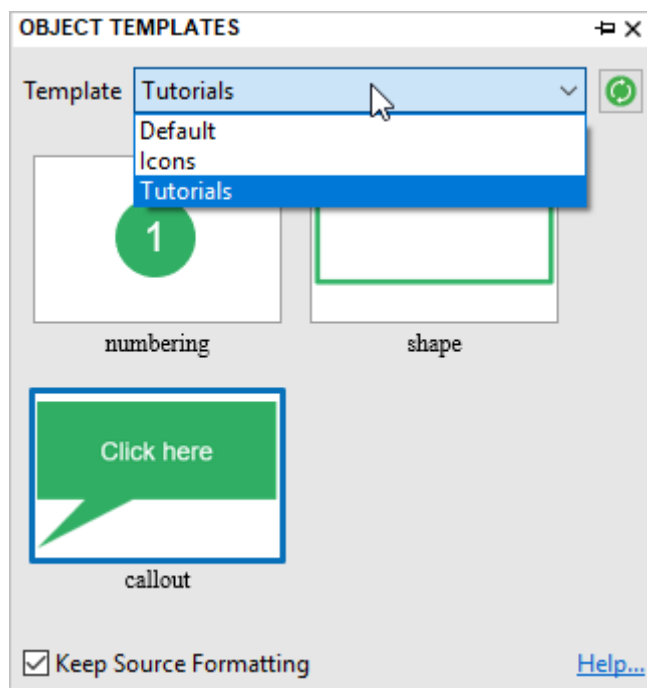 OBJECT TEMPLATES
Template Tutorials
Default
Icons
Tutorials
1
numbering shape
Click here
callout
Keep Source Formatting Help...